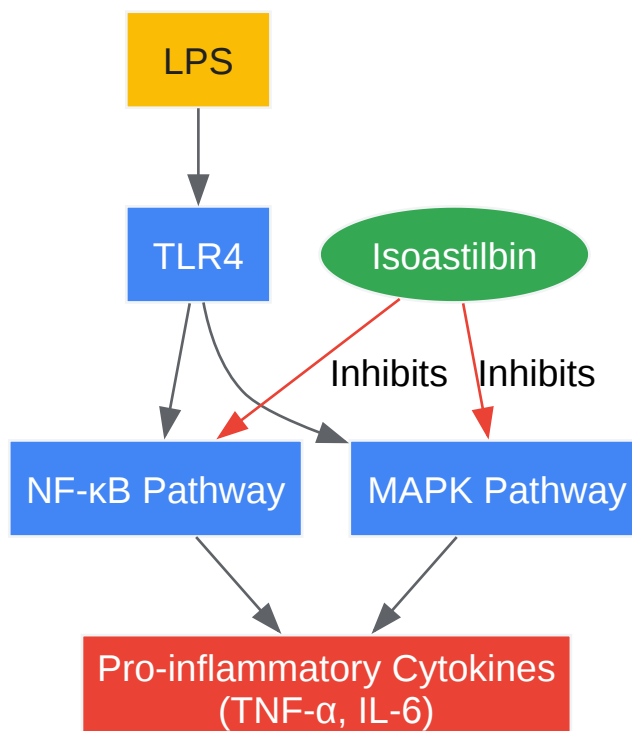 LPS
TLR4
Isoastilbin
Inhibits
Inhibits
NF-κB Pathway
MAPK Pathway
Pro-inflammatory Cytokines
(TNF-α, IL-6)